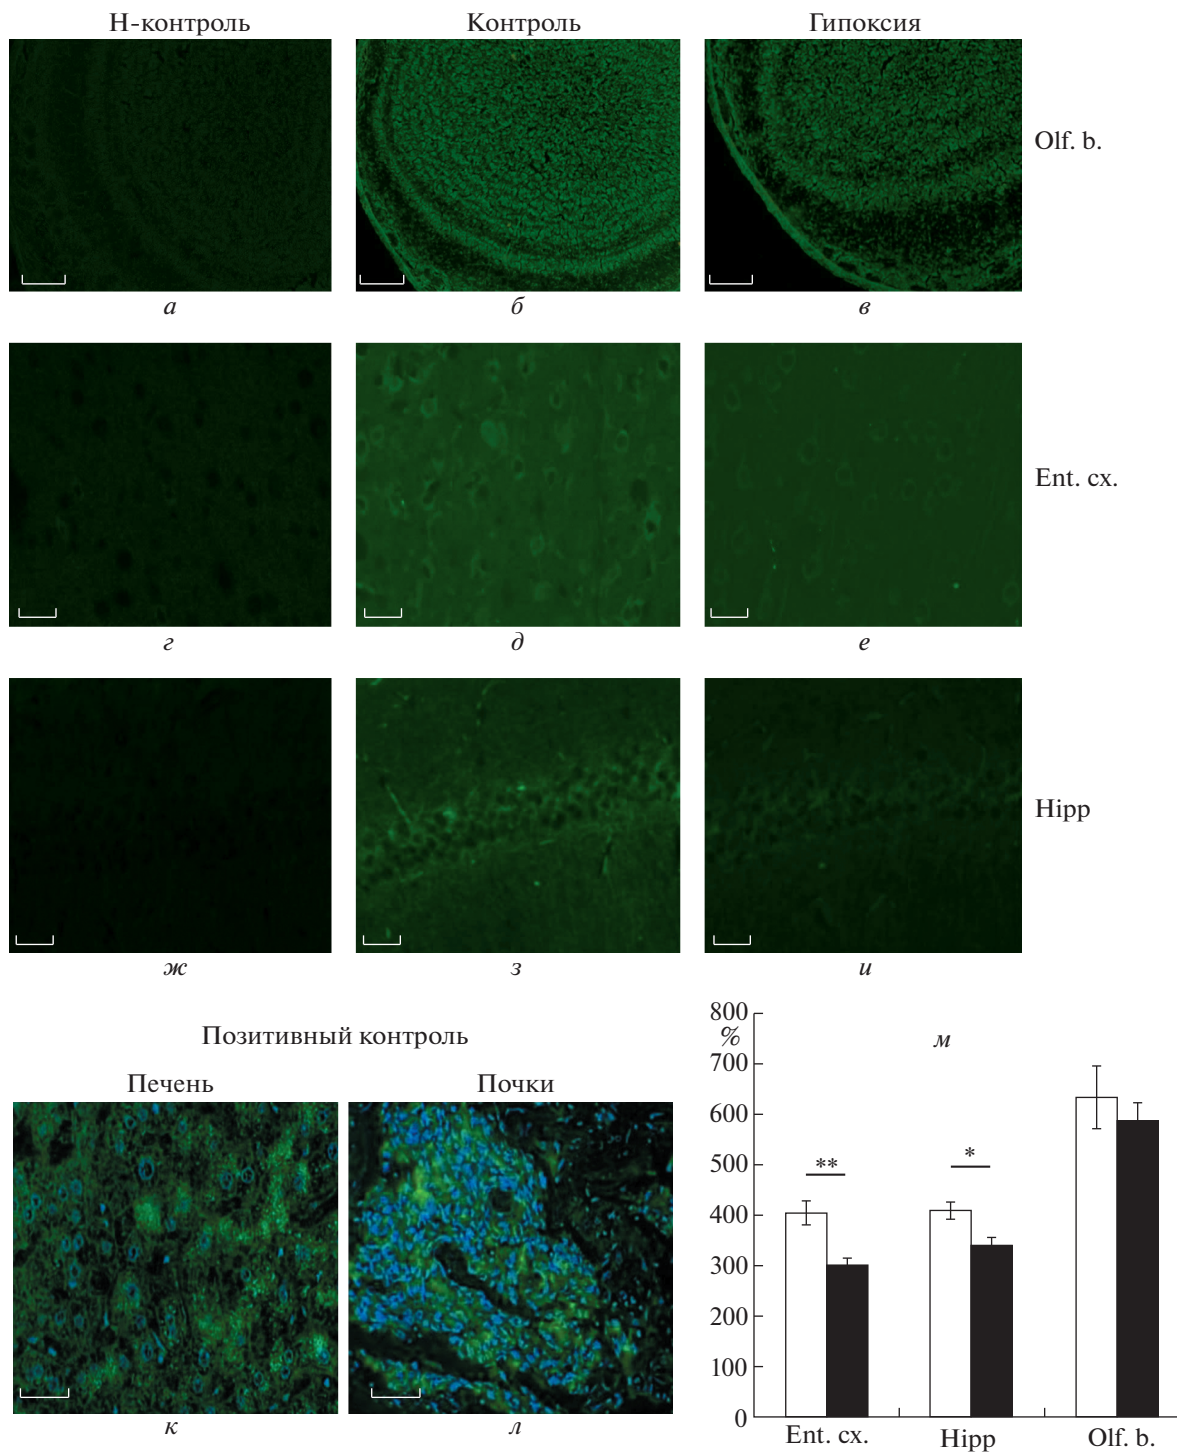 Н-контроль Контроль Гипоксия
Olf. b.
а б в
Ent. cx.
г д е
Hipp
ж з и
Позитивный контроль
Печень Почки
к л
м
%
800
700
600
500
400
300
200
100
0
** *
Ent. cx. Hipp Olf. b.